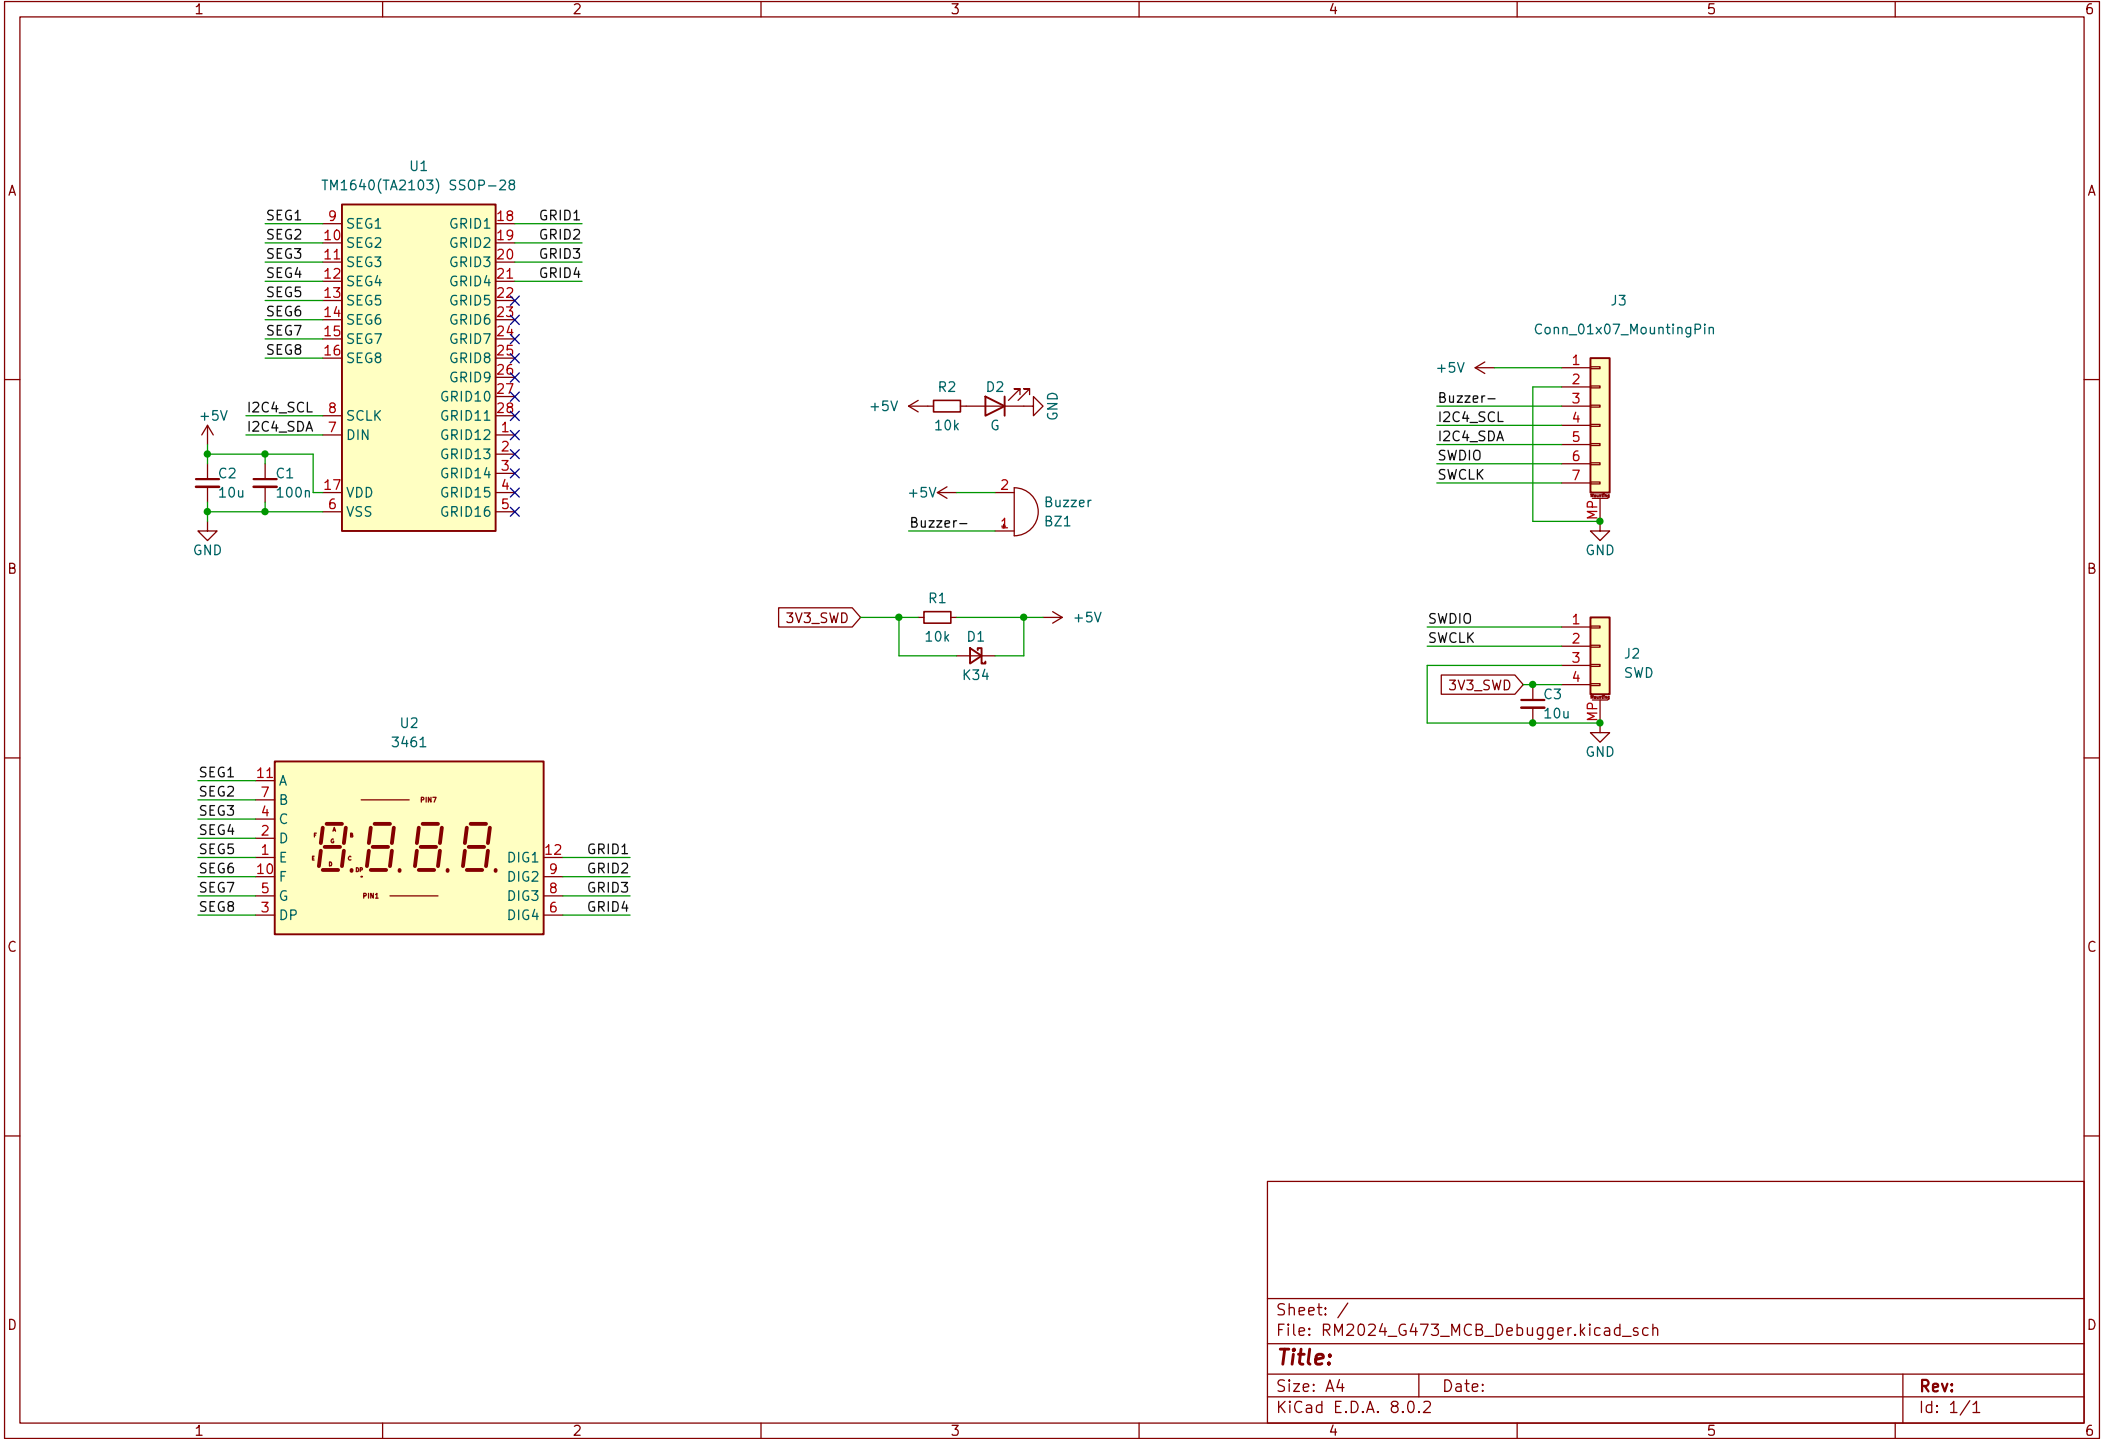 1 2 3 4 5 6
A A
B B
C C
D D
U1
TM1640(TA2103) SSOP-28
SEG1 9 SEG1 GRID1 18 GRID1
SEG2 10 SEG2 GRID2 19 GRID2
SEG3 11 SEG3 GRID3 20 GRID3
SEG4 12 SEG4 GRID4 21 GRID4
SEG5 13 SEG5 GRID5 22
SEG6 14 SEG6 GRID6 23
SEG7 15 SEG7 GRID7 24
SEG8 16 SEG8 GRID8 25
GRID9 26
GRID10 27
I2C4_SCL 8 SCLK GRID11 28
I2C4_SDA 7 DIN GRID12 1
GRID13 2
GRID14 3
17 VDD GRID15 4
6 VSS GRID16 5
+5V
C2
10u
C1
100n
GND
U2
3461
SEG1 11 A
SEG2 7 B
SEG3 4 C
SEG4 2 D
SEG5 1 E DIG1 12 GRID1
SEG6 10 F DIG2 9 GRID2
SEG7 5 G DIG3 8 GRID3
SEG8 3 DP DIG4 6 GRID4
PIN7
A
F B
G
E C
D
DP
PIN1
R2 D2
+5V GND
10k G
+5V 2 Buzzer
Buzzer- 1 BZ1
R1
3V3_SWD +5V
10k D1
K34
J3
Conn_01x07_MountingPin
+5V 1
2
Buzzer- 3
I2C4_SCL 4
I2C4_SDA 5
SWDIO 6
SWCLK 7
MP
GND
SWDIO 1
SWCLK 2
3
3V3_SWD 4
J2
SWD
C3
10u
MP
GND
Sheet: /
File: RM2024_G473_MCB_Debugger.kicad_sch
Title:
Size: A4 Date: Rev:
KiCad E.D.A. 8.0.2 Id: 1/1
1 2 3 4 5 6